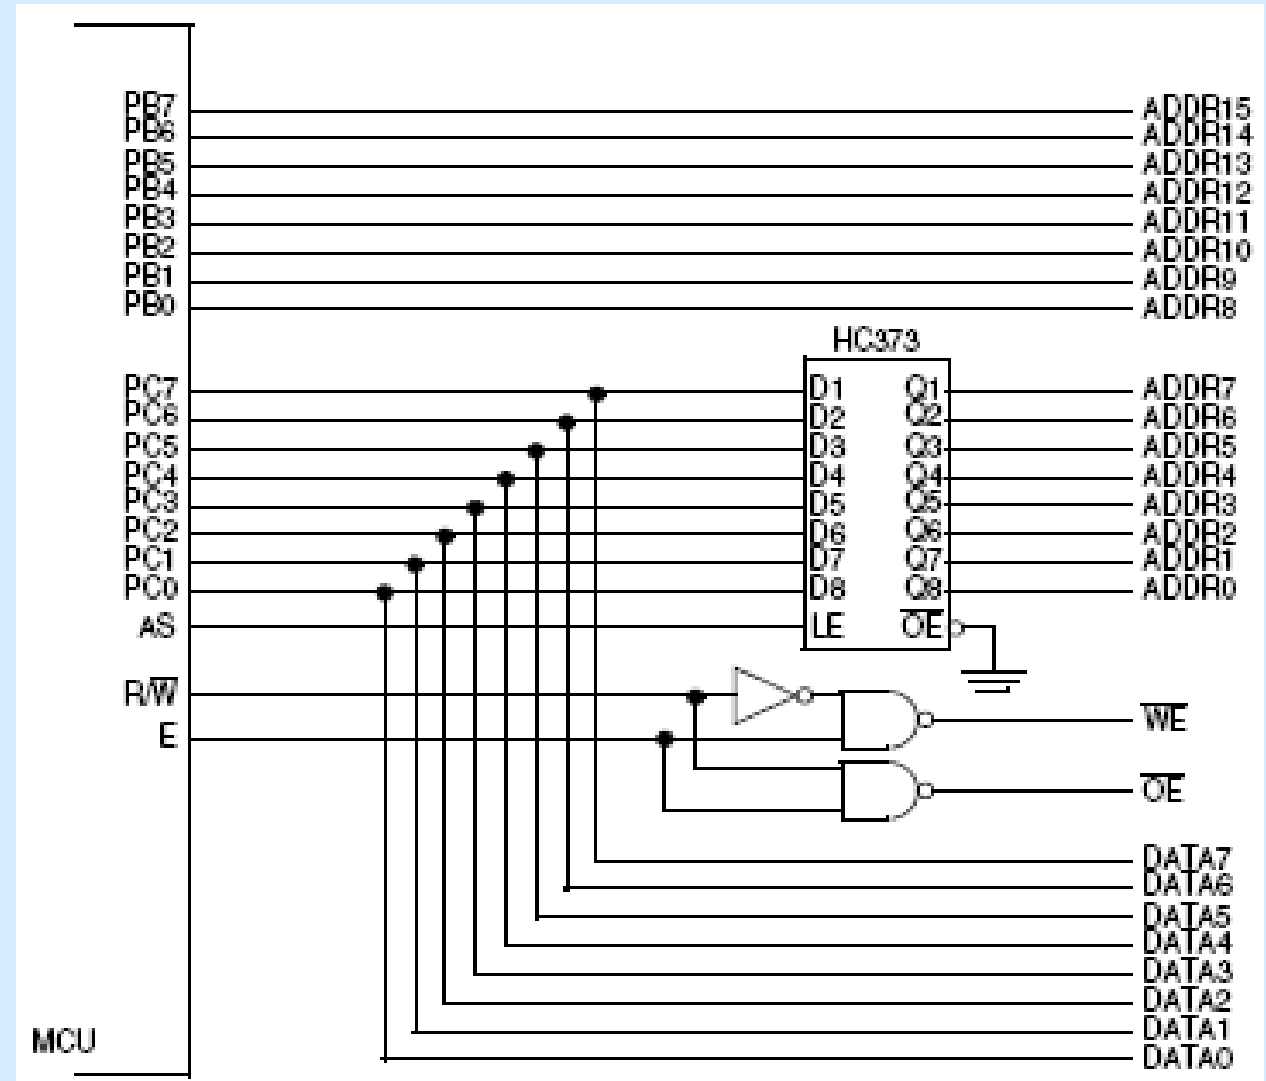 PB7 ADDR15
PB6 ADDR14
PB5 ADDR13
PB4 ADDR12
PB3 ADDR11
PB2 ADDR10
PB1 ADDR9
PB0 ADDR8
HC373
PC7 D1 Q1 ADDR7
PC6 D2 Q2 ADDR6
PC5 D3 Q3 ADDR5
PC4 D4 Q4 ADDR4
PC3 D5 Q5 ADDR3
PC2 D6 Q6 ADDR2
PC1 D7 Q7 ADDR1
PC0 D8 Q8 ADDR0
AS LE O̅E̅
R/W̅ W̅E̅
E
O̅E̅
DATA7
DATA6
DATA5
DATA4
DATA3
DATA2
DATA1
MCU
DATA0